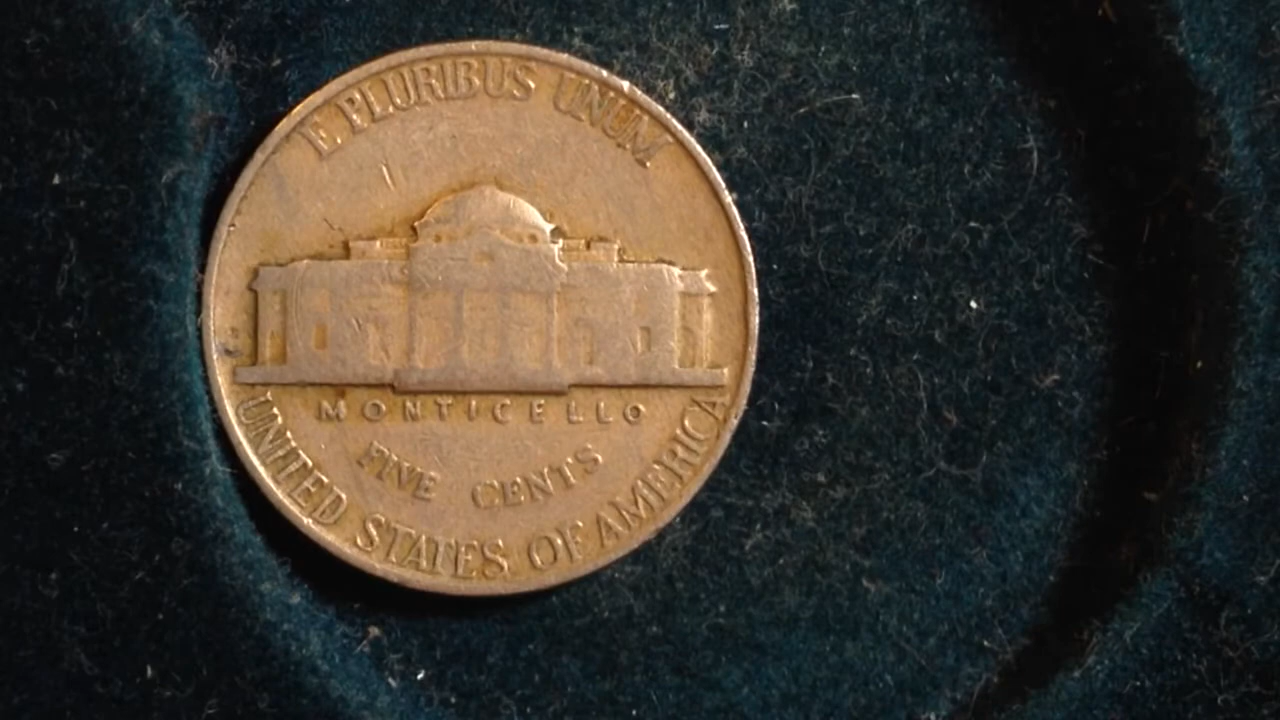 E PLURIBUS UNUM
MONTICELLO
FIVE CENTS
UNITED STATES OF AMERICA